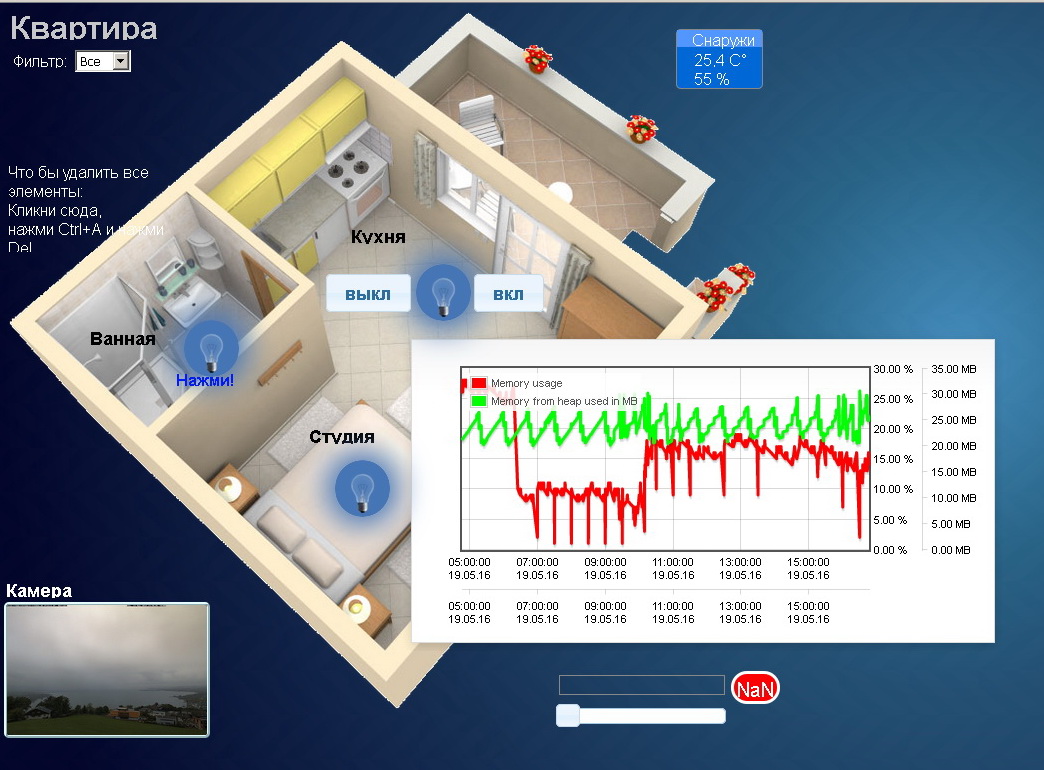 Квартира
Фильтр:
Все
Снаружи
25,4 C°
55 %
Что бы удалить все
элементы:
Кликни сюда,
нажми Ctrl+A и нажми
Del
Кухня
выкл
вкл
Ванная
Нажми!
Студия
Memory usage
Memory from heap used in MB
30.00 %
25.00 %
20.00 %
15.00 %
10.00 %
5.00 %
0.00 %
35.00 MB
30.00 MB
25.00 MB
20.00 MB
15.00 MB
10.00 MB
5.00 MB
0.00 MB
05:00:00 07:00:00 09:00:00 11:00:00 13:00:00 15:00:00
19.05.16 19.05.16 19.05.16 19.05.16 19.05.16 19.05.16
05:00:00 07:00:00 09:00:00 11:00:00 13:00:00 15:00:00
19.05.16 19.05.16 19.05.16 19.05.16 19.05.16 19.05.16
Камера
NaN